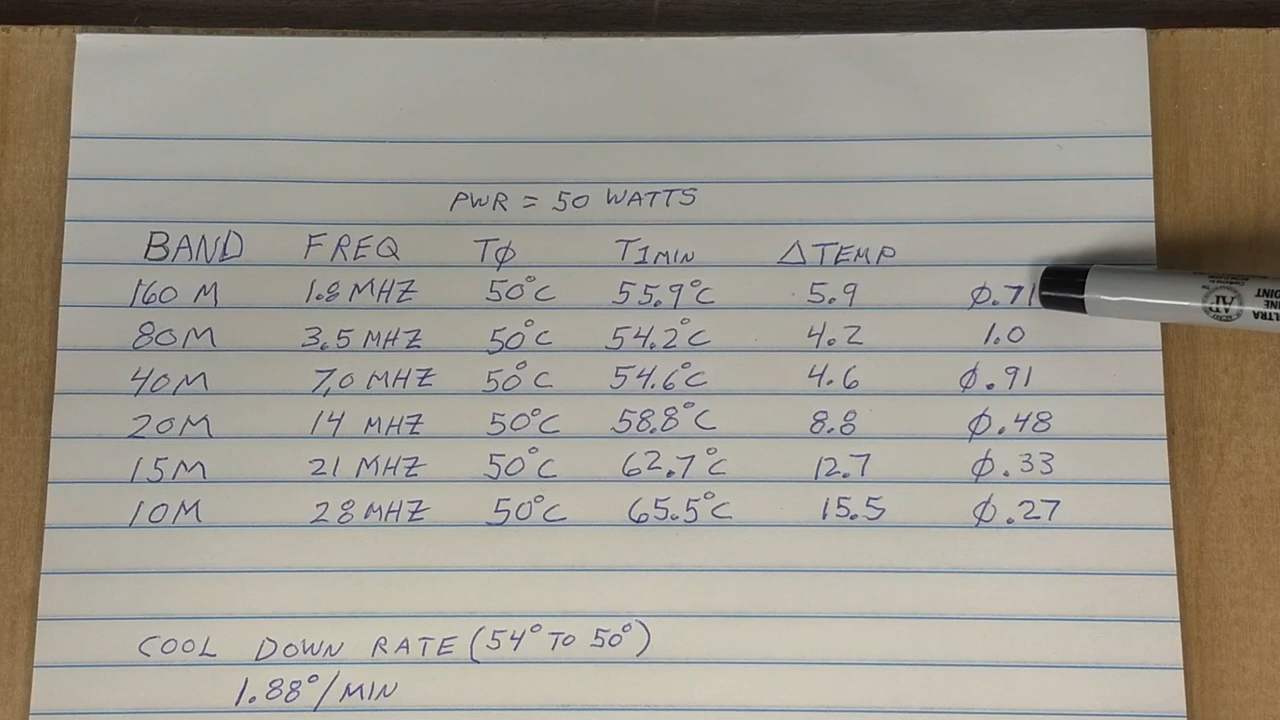 PWR = 50 WATTS
BAND FREQ TØ T1MIN Δ TEMP
160 M 1.8 MHZ 50°C 55.9°C 5.9 Ø.71
80M 3.5 MHZ 50°C 54.2°C 4.2 1.0
40M 7.0 MHZ 50°C 54.6°C 4.6 Ø.91
20M 14 MHZ 50°C 58.8°C 8.8 Ø.48
15M 21 MHZ 50°C 62.7°C 12.7 Ø.33
10M 28 MHZ 50°C 65.5°C 15.5 Ø.27
COOL DOWN RATE (54° TO 50°)
1.88°/MIN
AP